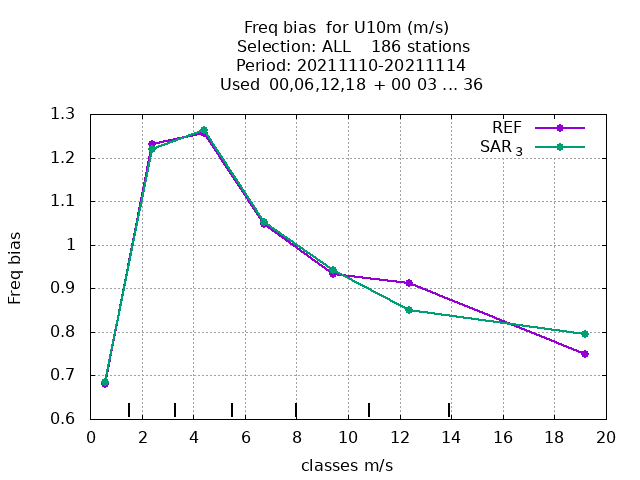 Freq bias  for U10m (m/s)
Selection: ALL    186 stations
Period: 20211110-20211114
Used  00,06,12,18  + 00 03 ... 36
REF
SAR 3
1.3
1.2
1.1
1
0.9
0.8
0.7
0.6
Freq bias
0 2 4 6 8 10 12 14 16 18 20
classes m/s